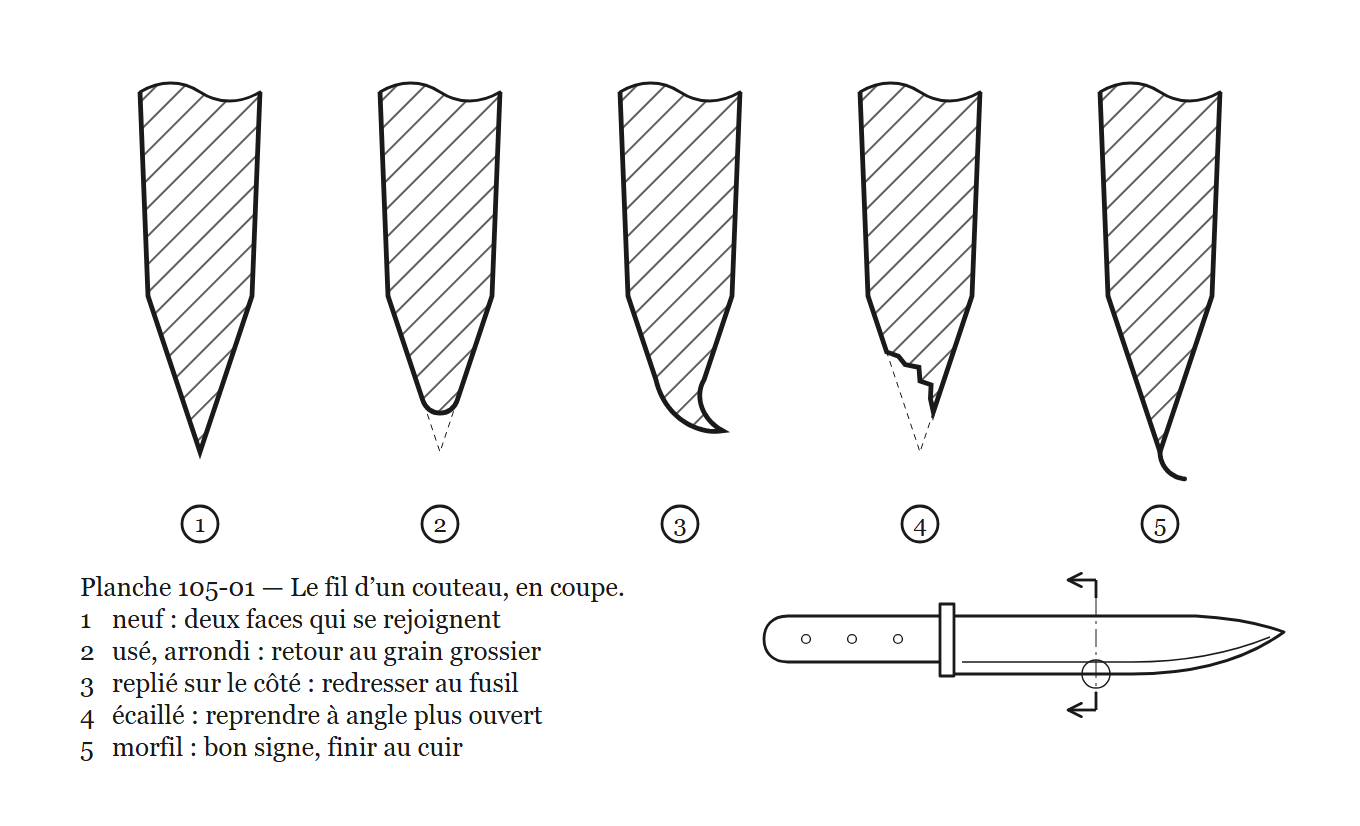 1 2 3 4 5
Planche 105-01 — Le fil d’un couteau, en coupe.
1 neuf : deux faces qui se rejoignent
2 usé, arrondi : retour au grain grossier
3 replié sur le côté : redresser au fusil
4 écaillé : reprendre à angle plus ouvert
5 morfil : bon signe, finir au cuir